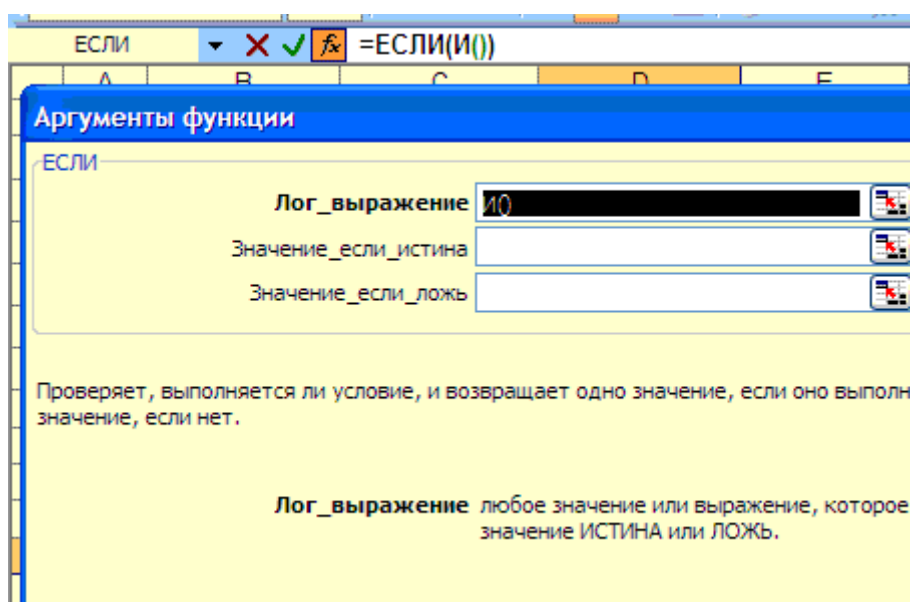 ЕСЛИ =ЕСЛИ(И())
A B C D E
Аргументы функции
ЕСЛИ
Лог_выражение И()
Значение_если_истина
Значение_если_ложь
Проверяет, выполняется ли условие, и возвращает одно значение, если оно выполн
значение, если нет.
Лог_выражение любое значение или выражение, которое
значение ИСТИНА или ЛОЖЬ.